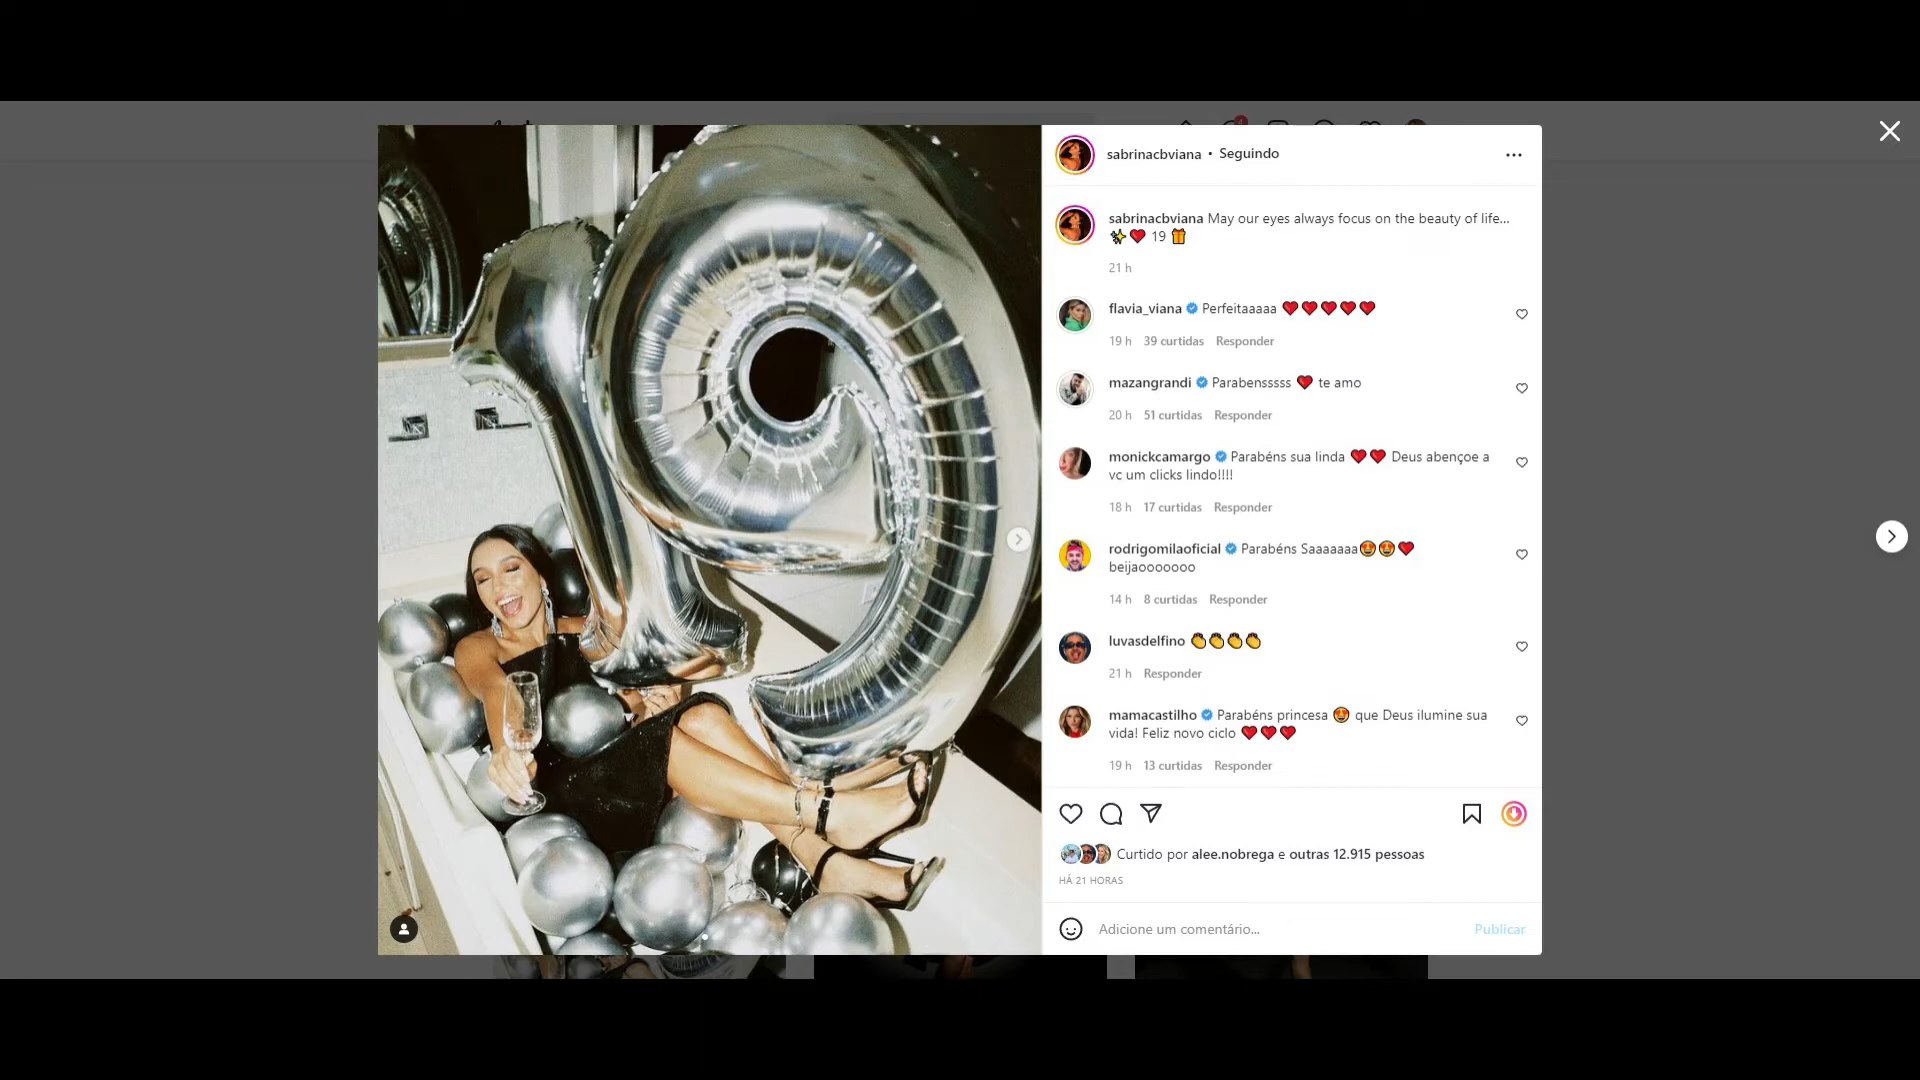 sabrinacbviana • Seguindo
sabrinacbviana May our eyes always focus on the beauty of life...
✨❤️ 19 🎁
21 h
flavia_viana Perfeitaaaaa ❤️❤️❤️❤️❤️
19 h 39 curtidas Responder
mazangrandi Parabensssss ❤️ te amo
20 h 51 curtidas Responder
monickcamargo Parabéns sua linda ❤️❤️ Deus abençoe a
vc um clicks lindo!!!!
18 h 17 curtidas Responder
rodrigomilaoficial Parabéns Saaaaaaa😍😍❤️
beijaooooooo
14 h 8 curtidas Responder
luvasdelfino 👏👏👏👏
21 h Responder
mamacastilho Parabéns princesa 😍 que Deus ilumine sua
vida! Feliz novo ciclo ❤️❤️❤️
19 h 13 curtidas Responder
Curtido por alee.nobrega e outras 12.915 pessoas
HÁ 21 HORAS
Adicione um comentário...
Publicar
19